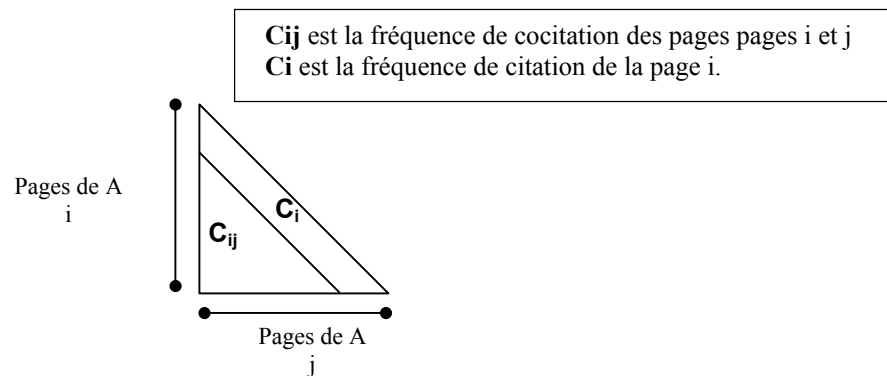 Cij est la fréquence de cocitation des pages pages i et j
Ci est la fréquence de citation de la page i.
Pages de A
i
Ci
Cij
Pages de A
j